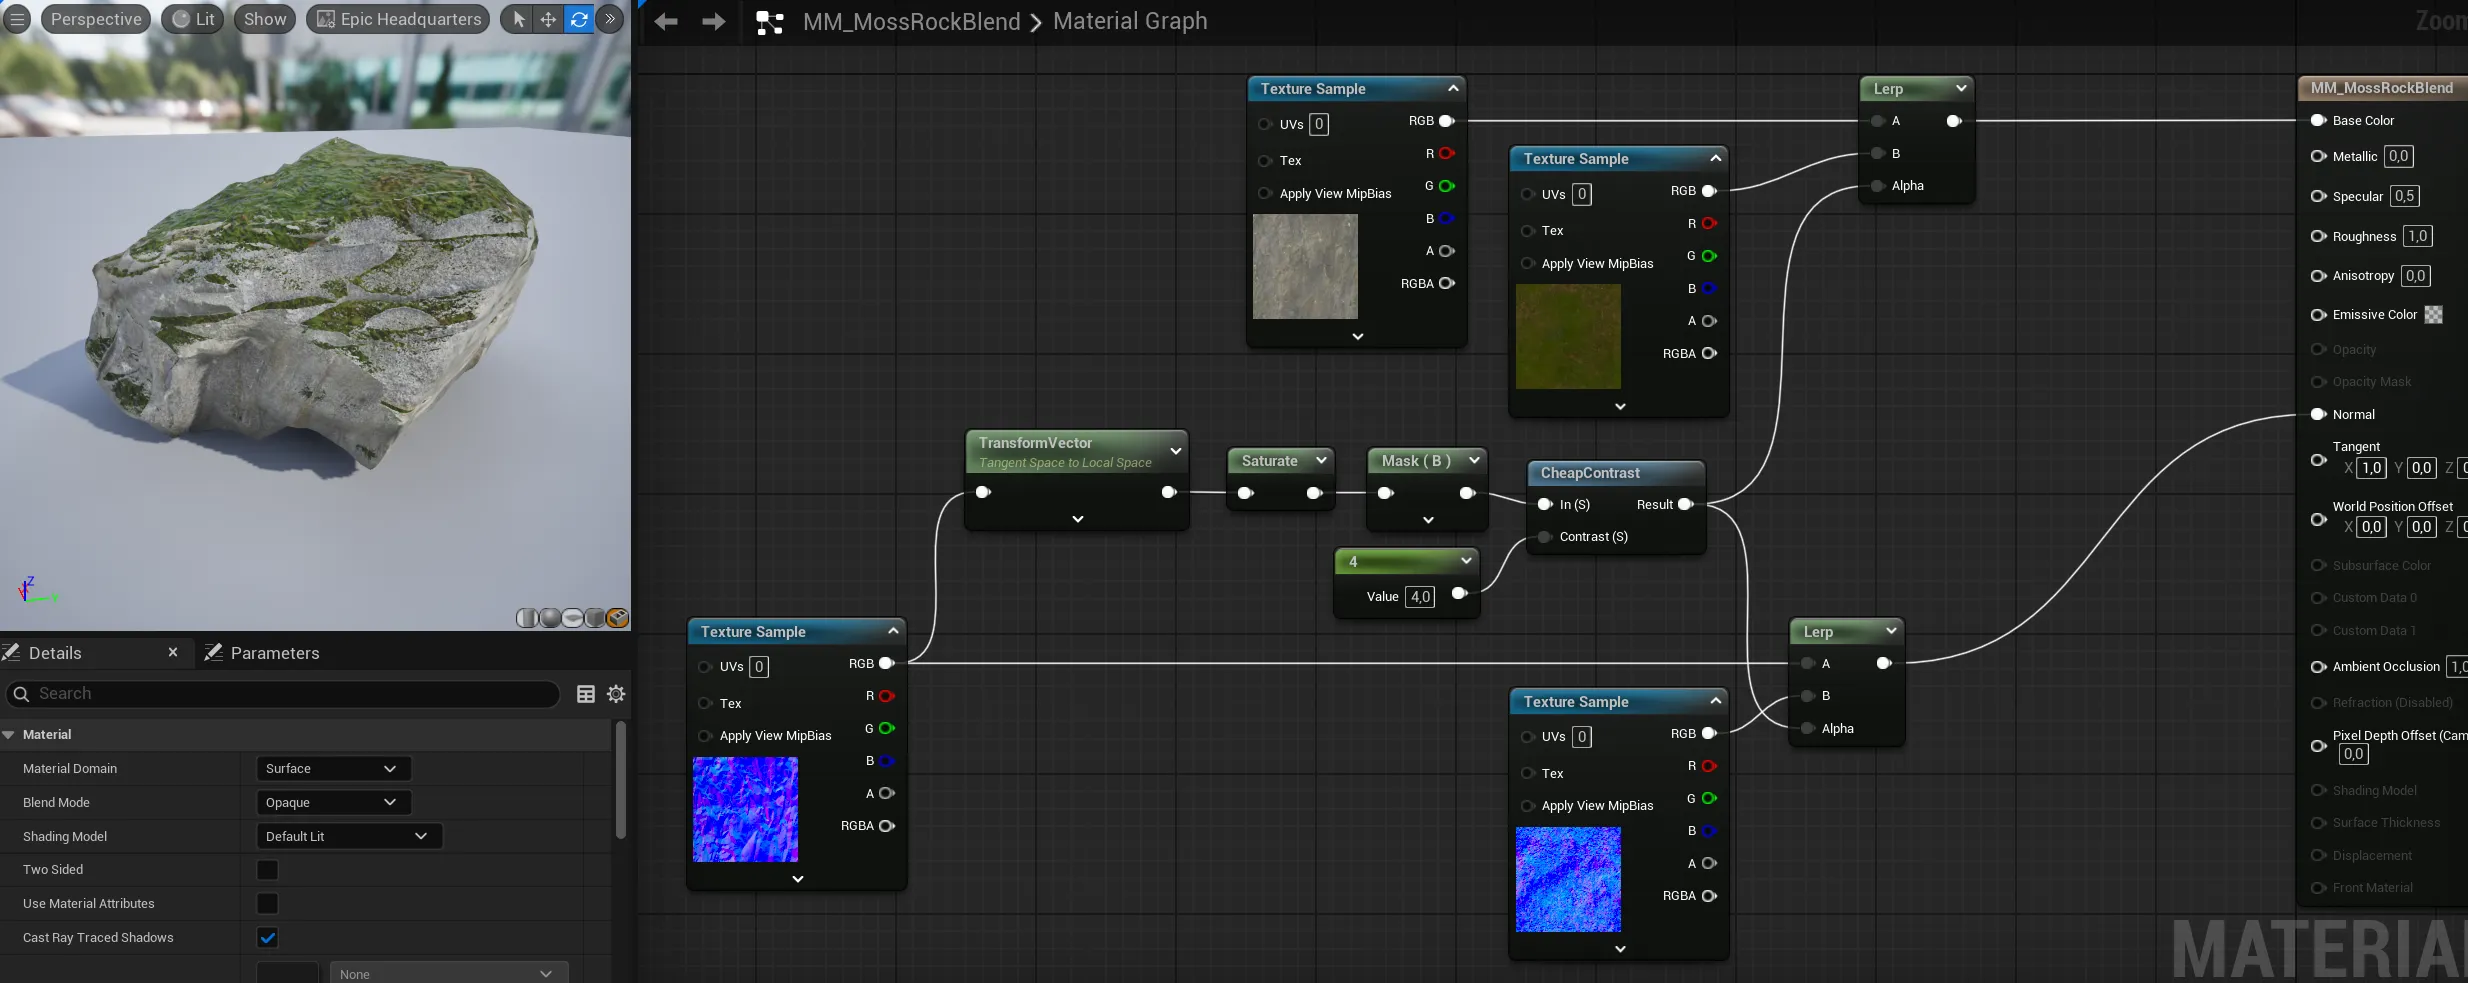 Perspective
Lit
Show
Epic Headquarters
MM_MossRockBlend
Material Graph
Zoom
Z
Details
Parameters
Search
Material
Material Domain
Surface
Blend Mode
Opaque
Shading Model
Default Lit
Two Sided
Use Material Attributes
Cast Ray Traced Shadows
None
Texture Sample
UVs 0
RGB
Tex
R
Apply View MipBias
G
B
A
RGBA
Texture Sample
UVs 0
RGB
Tex
R
Apply View MipBias
G
B
A
RGBA
Lerp
A
B
Alpha
TransformVector
Tangent Space to Local Space
Saturate
Mask ( B )
CheapContrast
In (S)
Result
Contrast (S)
4
Value 4,0
Texture Sample
UVs 0
RGB
Tex
R
Apply View MipBias
G
B
A
RGBA
Texture Sample
UVs 0
RGB
Tex
R
Apply View MipBias
G
B
A
RGBA
Lerp
A
B
Alpha
MM_MossRockBlend
Base Color
Metallic 0,0
Specular 0,5
Roughness 1,0
Anisotropy 0,0
Emissive Color
Opacity
Opacity Mask
Normal
Tangent
X 1,0 Y 0,0 Z
World Position Offset
X 0,0 Y 0,0 Z
Subsurface Color
Custom Data 0
Custom Data 1
Ambient Occlusion 1,0
Refraction (Disabled)
Pixel Depth Offset (Cam
0,0
Shading Model
Surface Thickness
Displacement
Front Material
MATERIAL